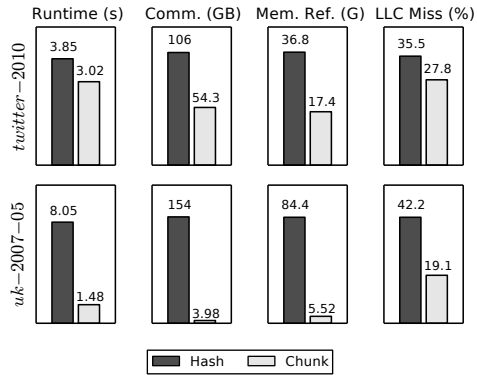 Runtime (s) Comm. (GB) Mem. Ref. (G) LLC Miss (%)
twitter−2010
3.85 3.02 106 54.3 36.8 17.4 35.5 27.8
uk−2007−05
8.05 1.48 154 3.98 84.4 5.52 42.2 19.1
Hash Chunk